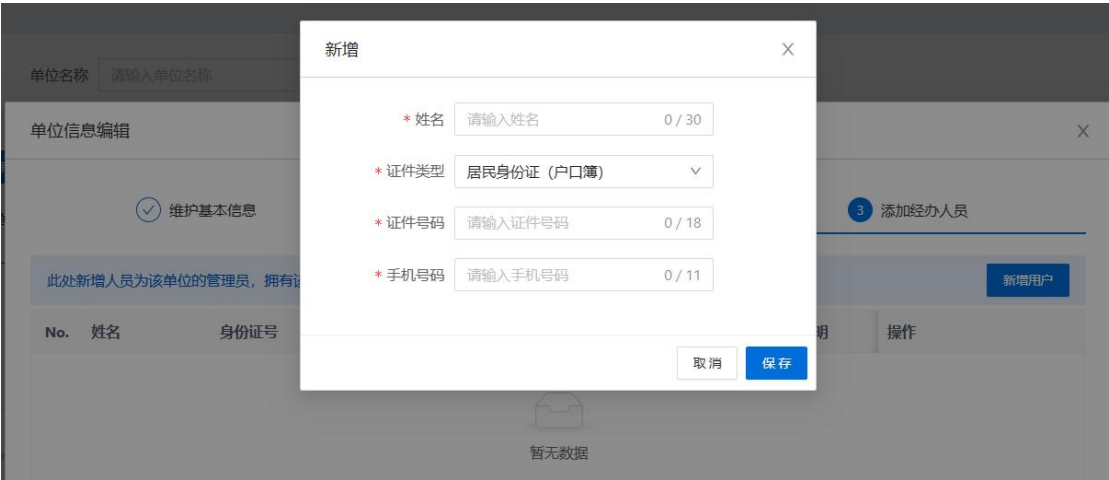 新增
单位名称 请输入单位名称
* 姓名 请输入姓名 0 / 30
单位信息编辑
* 证件类型 居民身份证（户口簿）
维护基本信息
* 证件号码 请输入证件号码 0 / 18
3 添加经办人员
* 手机号码 请输入手机号码 0 / 11
此处新增人员为该单位的管理员，拥有
新增用户
No. 姓名 身份证号 明 操作
取消 保存
暂无数据